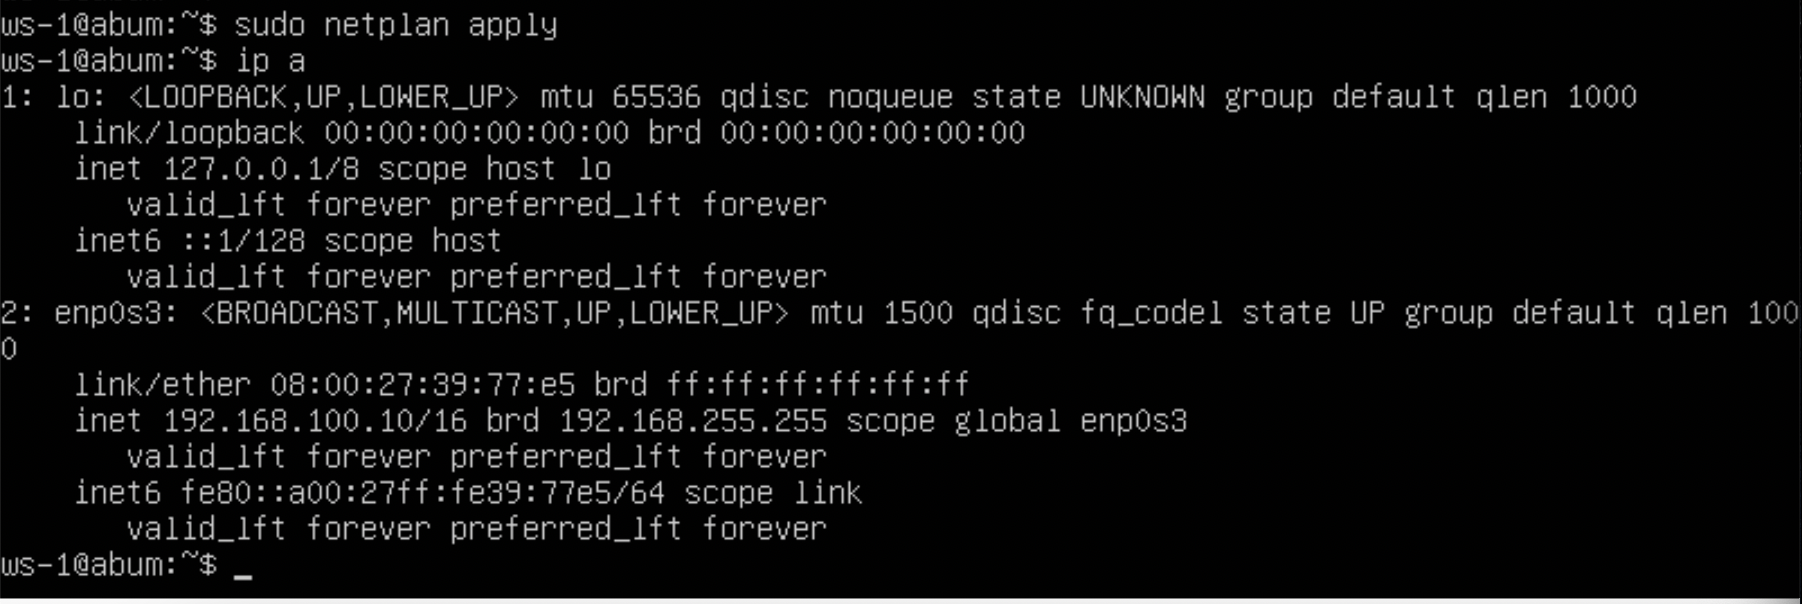 ws-1@abum:~$ sudo netplan apply
ws-1@abum:~$ ip a
1: lo: <LOOPBACK,UP,LOWER_UP> mtu 65536 qdisc noqueue state UNKNOWN group default qlen 1000
    link/loopback 00:00:00:00:00:00 brd 00:00:00:00:00:00
    inet 127.0.0.1/8 scope host lo
       valid_lft forever preferred_lft forever
    inet6 ::1/128 scope host
       valid_lft forever preferred_lft forever
2: enp0s3: <BROADCAST,MULTICAST,UP,LOWER_UP> mtu 1500 qdisc fq_codel state UP group default qlen 100
0
    link/ether 08:00:27:39:77:e5 brd ff:ff:ff:ff:ff:ff
    inet 192.168.100.10/16 brd 192.168.255.255 scope global enp0s3
       valid_lft forever preferred_lft forever
    inet6 fe80::a00:27ff:fe39:77e5/64 scope link
       valid_lft forever preferred_lft forever
ws-1@abum:~$ _